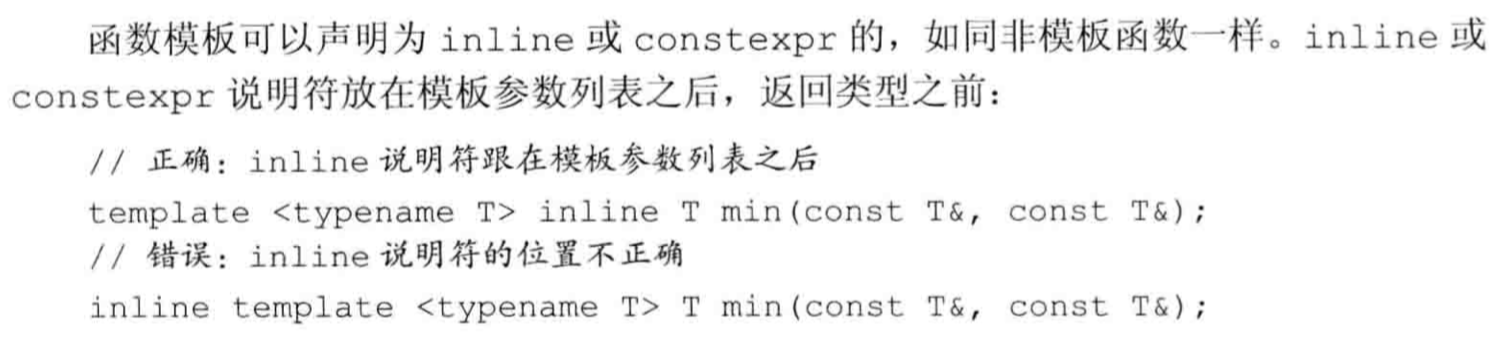 函数模板可以声明为 inline 或 constexpr 的，如同非模板函数一样。inline 或
constexpr 说明符放在模板参数列表之后，返回类型之前：
// 正确：inline 说明符跟在模板参数列表之后
template <typename T> inline T min(const T&, const T&);
// 错误：inline 说明符的位置不正确
inline template <typename T> T min(const T&, const T&);